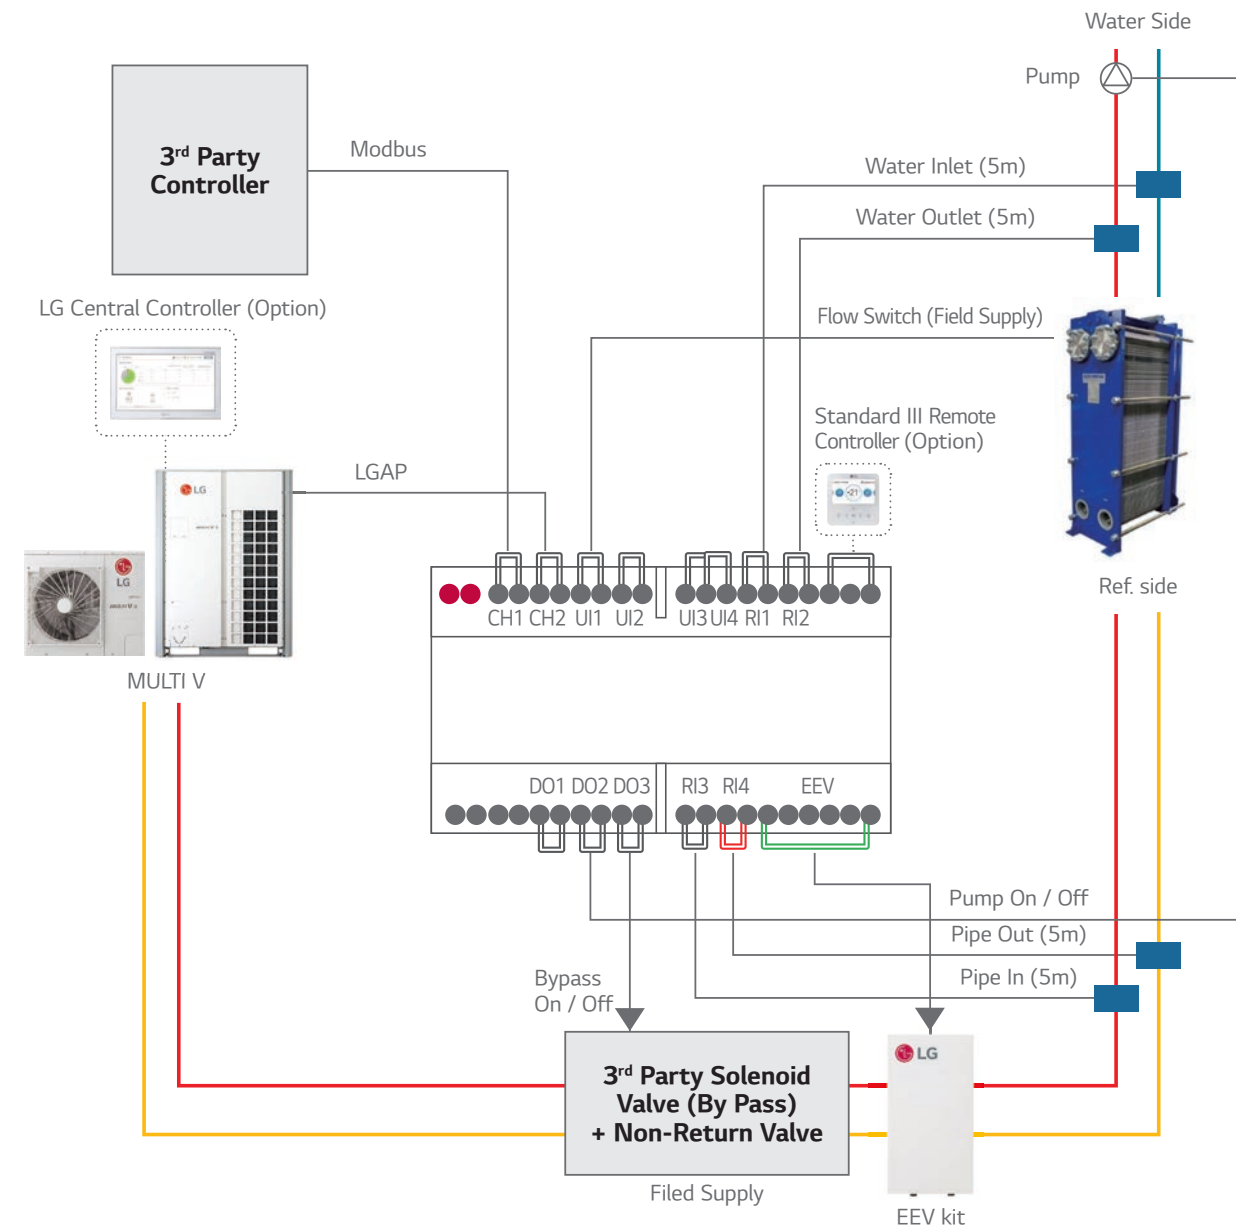 Water Side
Pump
3rd Party
Controller
Modbus
Water Inlet (5m)
Water Outlet (5m)
LG Central Controller (Option)
Flow Switch (Field Supply)
Standard III Remote
Controller (Option)
LGAP
LG
LG
MULTI V
CH1 CH2 UI1 UI2 UI3 UI4 RI1 RI2
Ref. side
DO1 DO2 DO3 RI3 RI4 EEV
Pump On / Off
Pipe Out (5m)
Pipe In (5m)
Bypass
On / Off
3rd Party Solenoid
Valve (By Pass)
+ Non-Return Valve
LG
Filed Supply
EEV kit